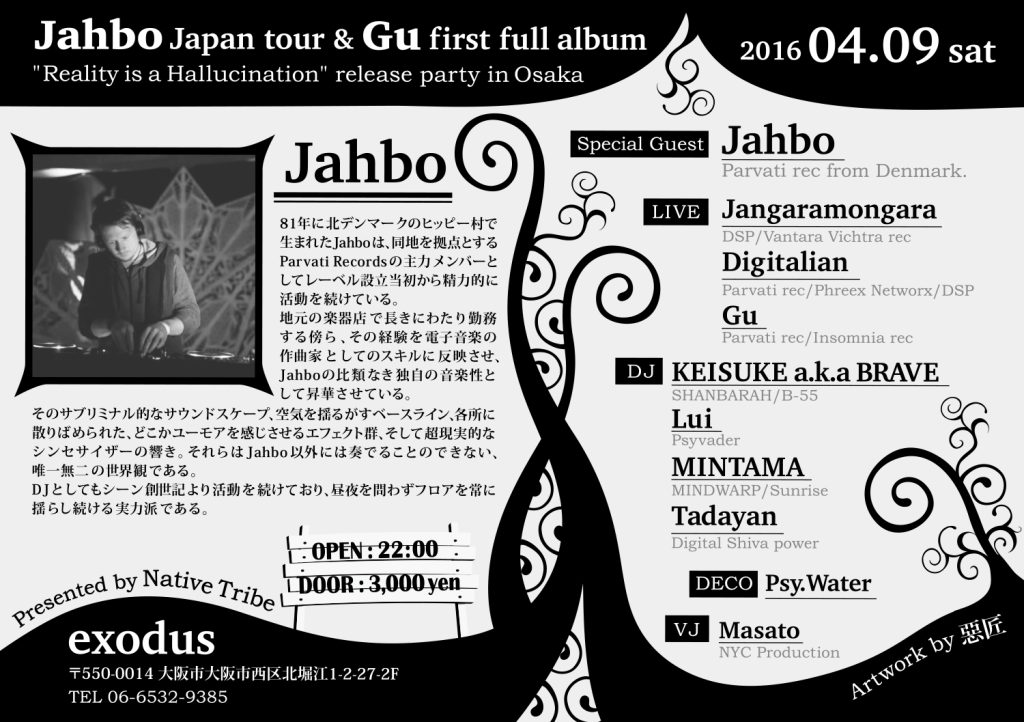 Jahbo Japan tour & Gu first full album
"Reality is a Hallucination" release party in Osaka
2016 04.09 sat
Jahbo
81年に北デンマークのヒッピー村で
生まれたJahboは、同地を拠点とする
Parvati Recordsの主力メンバーと
してレーベル設立当初から精力的に
活動を続けている。
地元の楽器店で長きにわたり勤務
する傍ら、その経験を電子音楽の
作曲家としてのスキルに反映させ、
Jahboの比類なき独自の音楽性と
して昇華させている。
そのサブリミナル的なサウンドスケープ、空気を揺るがすベースライン、各所に
散りばめられた、どこかユーモアを感じさせるエフェクト群、そして超現実的な
シンセサイザーの響き。それらはJahbo以外には奏でることのできない、
唯一無二の世界観である。
DJとしてもシーン創世記より活動を続けており、昼夜を問わずフロアを常に
揺らし続ける実力派である。
OPEN : 22:00
DOOR : 3,000 yen
Presented by Native Tribe
exodus
〒550-0014 大阪市大阪市西区北堀江1-2-27-2F
TEL 06-6532-9385
Special Guest Jahbo
Parvati rec from Denmark.
LIVE Jangaramongara
DSP/Vantara Vichtra rec
Digitalian
Parvati rec/Phreex Networx/DSP
Gu
Parvati rec/Insomnia rec
DJ KEISUKE a.k.a BRAVE
SHANBARAH/B-55
Lui
Psyvader
MINTAMA
MINDWARP/Sunrise
Tadayan
Digital Shiva power
DECO Psy.Water
VJ Masato
NYC Production
Artwork by 惡匠